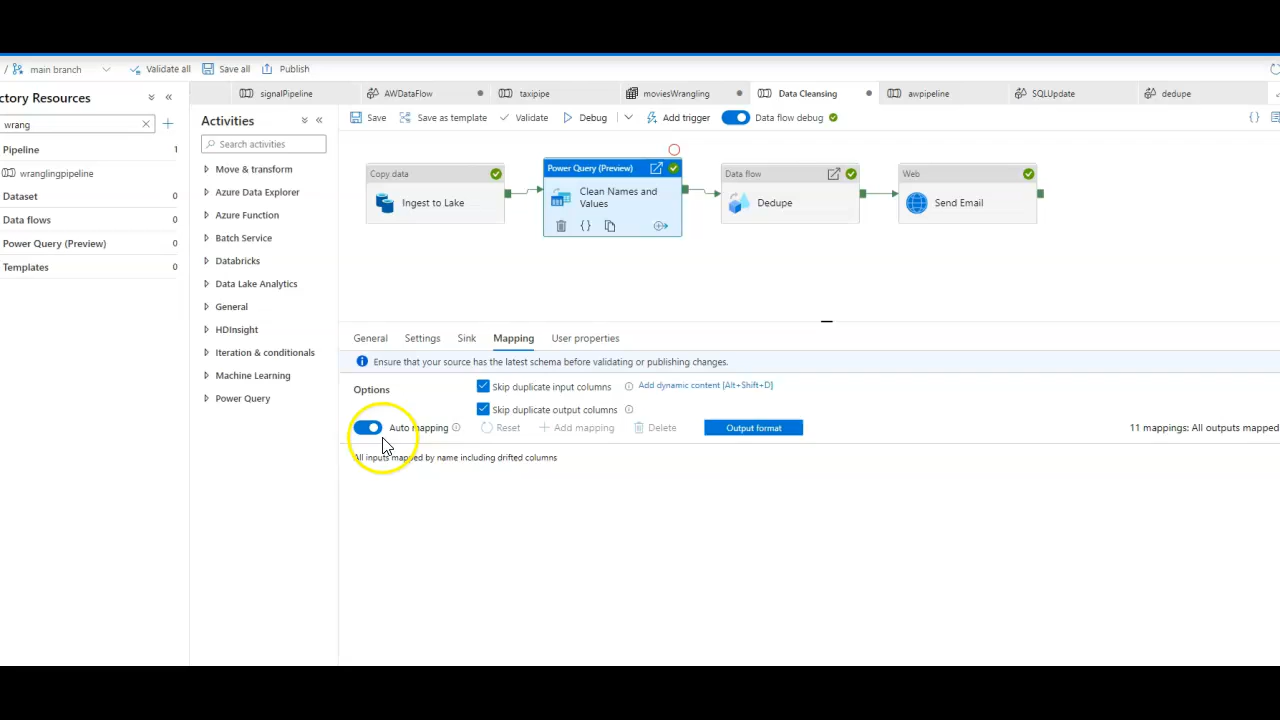 / main branch Validate all Save all Publish
ctory Resources
wrang
Pipeline 1
wranglingpipeline
Dataset 0
Data flows 0
Power Query (Preview) 0
Templates 0
signalPipeline AWDataFlow taxipipe moviesWrangling Data Cleansing awpipeline SQLUpdate dedupe
Activities
Search activities
Move & transform
Azure Data Explorer
Azure Function
Batch Service
Databricks
Data Lake Analytics
General
HDInsight
Iteration & conditionals
Machine Learning
Power Query
Save Save as template Validate Debug Add trigger Data flow debug
Copy data
Ingest to Lake
Power Query (Preview)
Clean Names and
Values
Data flow
Dedupe
Web
Send Email
General Settings Sink Mapping User properties
Ensure that your source has the latest schema before validating or publishing changes.
Options
Skip duplicate input columns Add dynamic content [Alt+Shift+D]
Skip duplicate output columns
Auto mapping Reset Add mapping Delete Output format 11 mappings: All outputs mapped
All inputs mapped by name including drifted columns